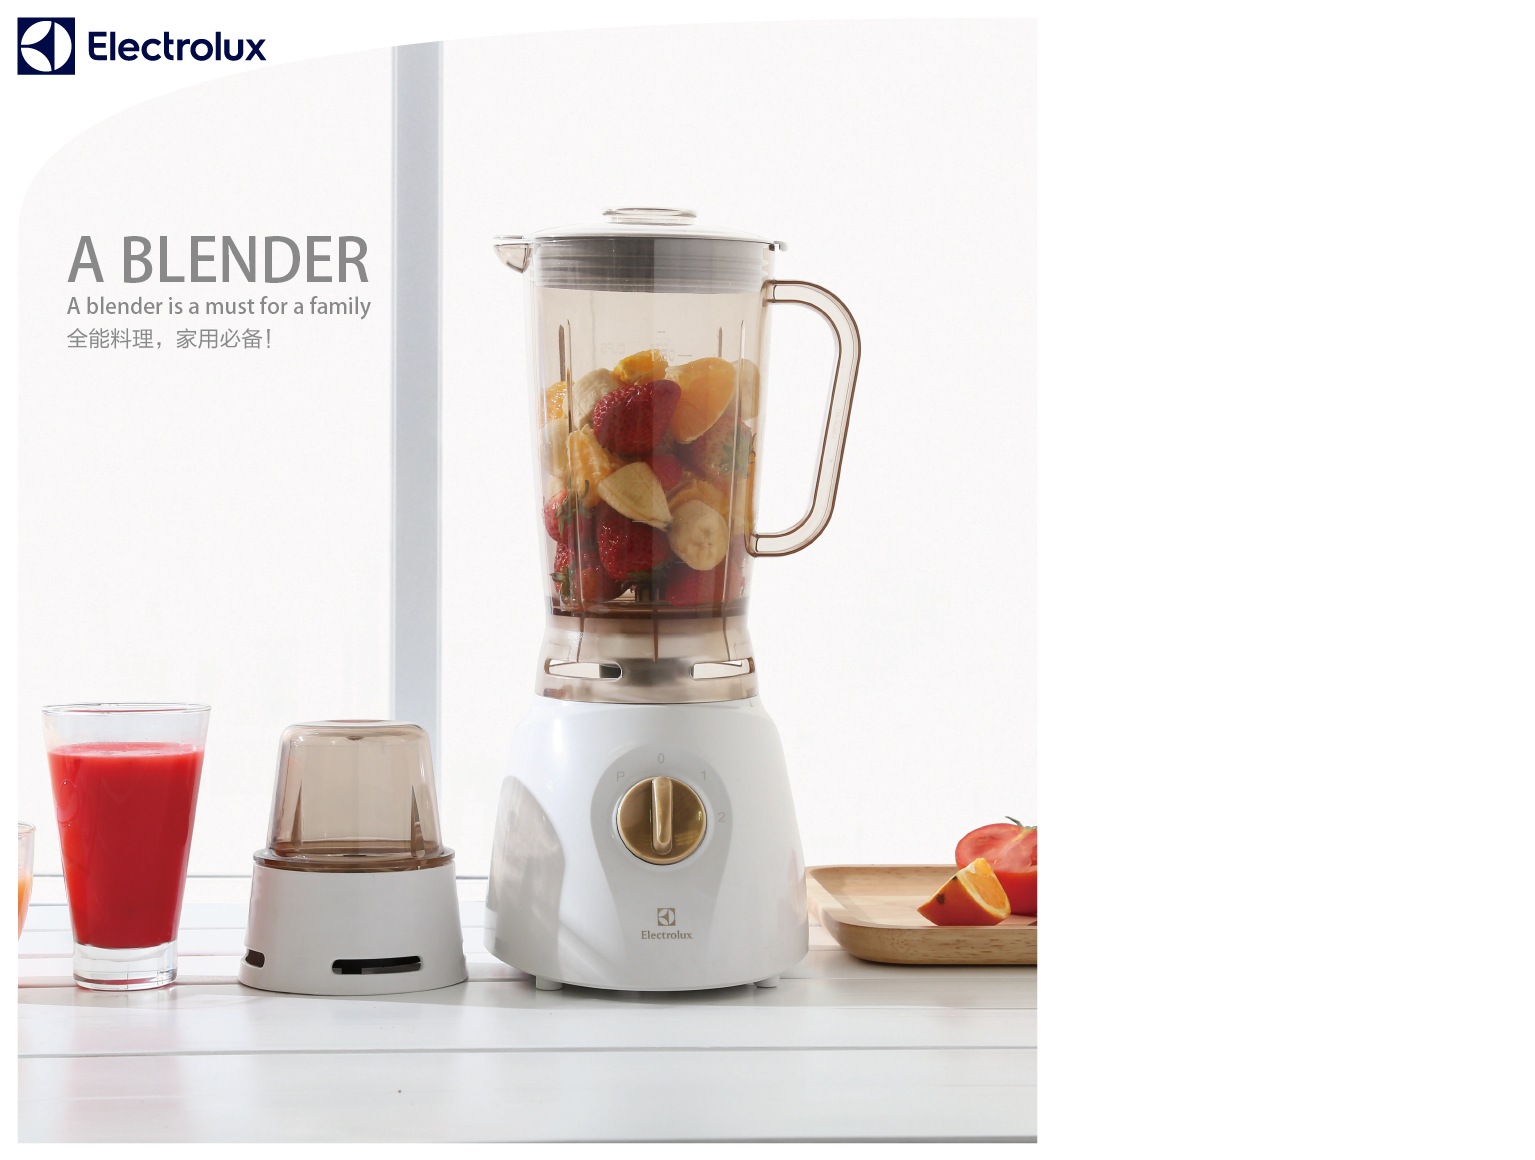 Electrolux
A BLENDER
A blender is a must for a family
全能料理，家用必备！
0
P
1
2
Electrolux